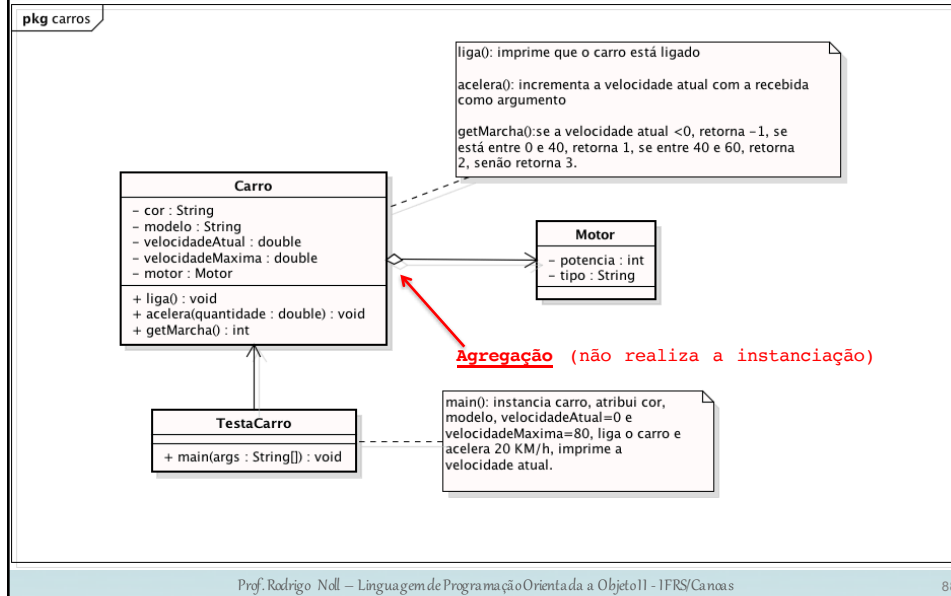 pkg carros
liga(): imprime que o carro está ligado
acelera(): incrementa a velocidade atual com a recebida
como argumento
getMarcha():se a velocidade atual <0, retorna -1, se
está entre 0 e 40, retorna 1, se entre 40 e 60, retorna
2, senão retorna 3.
Carro
- cor : String
- modelo : String
- velocidadeAtual : double
- velocidadeMaxima : double
- motor : Motor
+ liga() : void
+ acelera(quantidade : double) : void
+ getMarcha() : int
Motor
- potencia : int
- tipo : String
Agregação (não realiza a instanciação)
TestaCarro
+ main(args : String[]) : void
main(): instancia carro, atribui cor,
modelo, velocidadeAtual=0 e
velocidadeMaxima=80, liga o carro e
acelera 20 KM/h, imprime a
velocidade atual.
Prof. Rodrigo Noll – Linguagem de Programação Orientada a Objeto II - IFRS/Canoas